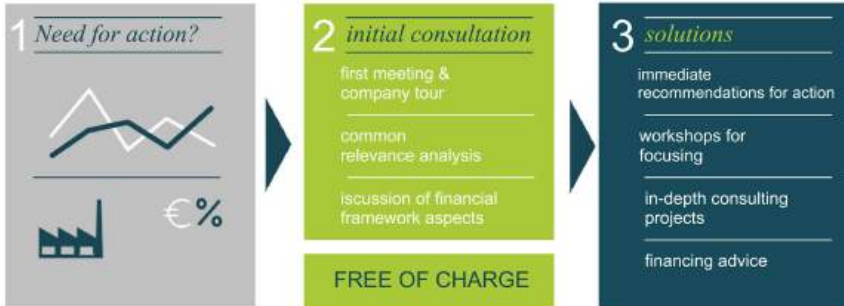 1 Need for action?
€%
2 initial consultation
first meeting &
company tour
common
relevance analysis
iscussion of financial
framework aspects
FREE OF CHARGE
3 solutions
immediate
recommendations for action
workshops for
focusing
in-depth consulting
projects
financing advice